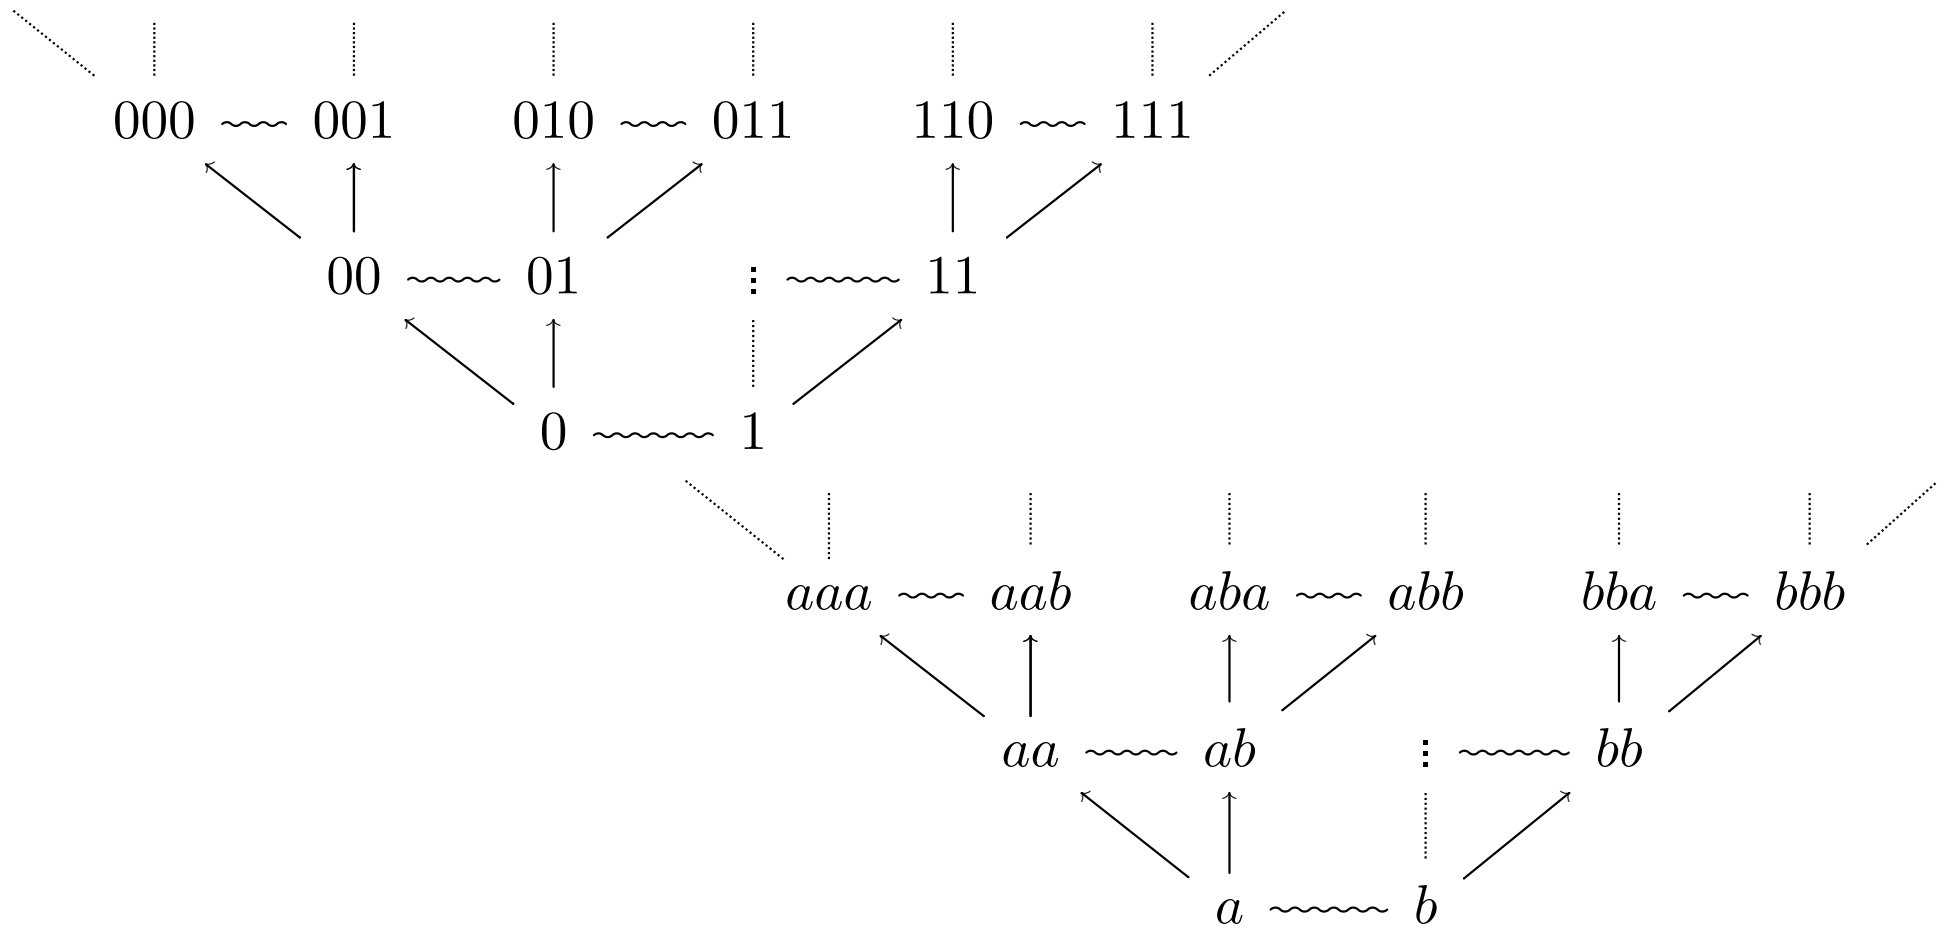 000 001 010 011 110 111
00 01 ⋮ 11
0 1
aaa aab aba abb bba bbb
aa ab ⋮ bb
a b